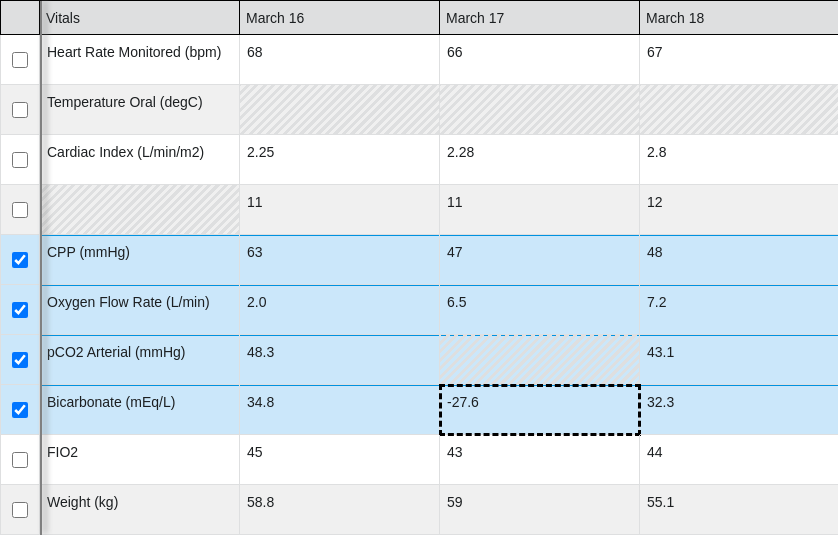 Vitals March 16 March 17 March 18
Heart Rate Monitored (bpm) 68 66 67
Temperature Oral (degC)
Cardiac Index (L/min/m2) 2.25 2.28 2.8
11 11 12
CPP (mmHg) 63 47 48
Oxygen Flow Rate (L/min) 2.0 6.5 7.2
pCO2 Arterial (mmHg) 48.3 43.1
Bicarbonate (mEq/L) 34.8 -27.6 32.3
FIO2 45 43 44
Weight (kg) 58.8 59 55.1